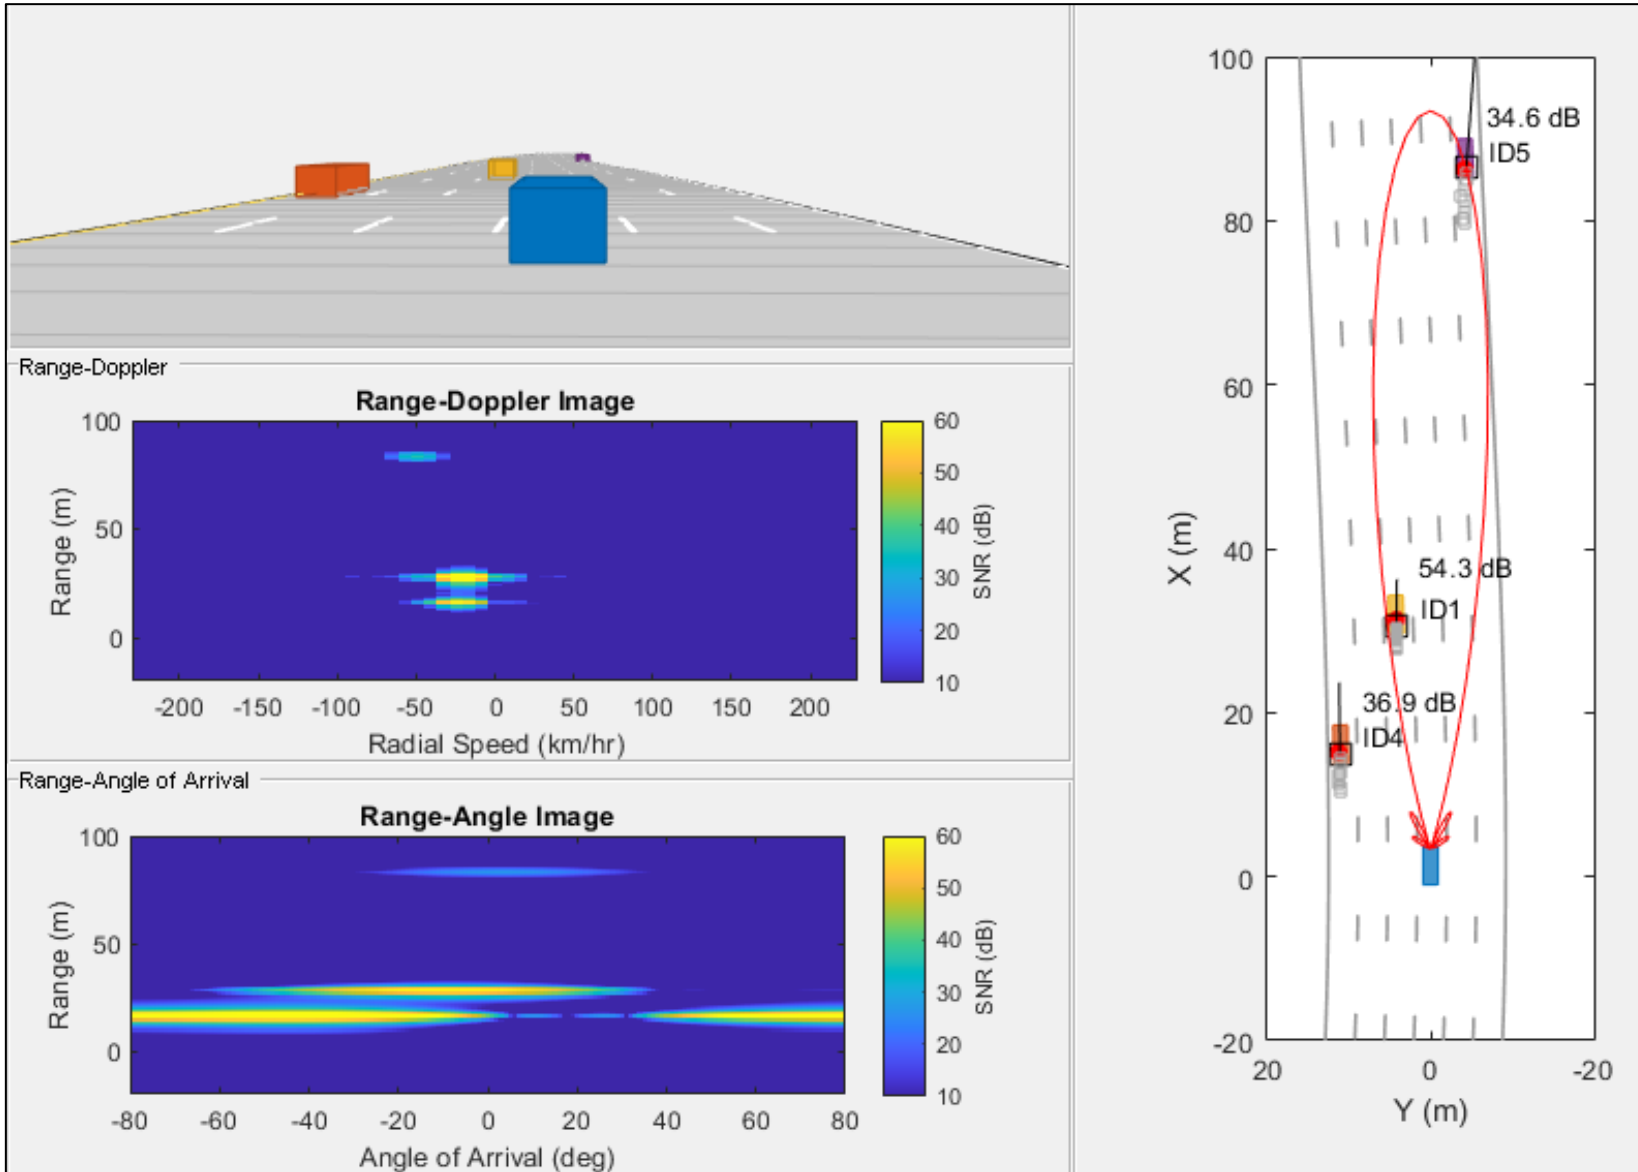 Range-Doppler
Range-Doppler Image
100
50
0
Range (m)
-200 -150 -100 -50 0 50 100 150 200
Radial Speed (km/hr)
60
50
40
30
20
10
SNR (dB)
Range-Angle of Arrival
Range-Angle Image
100
50
0
Range (m)
-80 -60 -40 -20 0 20 40 60 80
Angle of Arrival (deg)
60
50
40
30
20
10
SNR (dB)
100
80
60
40
20
0
-20
X (m)
34.6 dB
ID5
54.3 dB
ID1
36.9 dB
ID4
20 0 -20
Y (m)